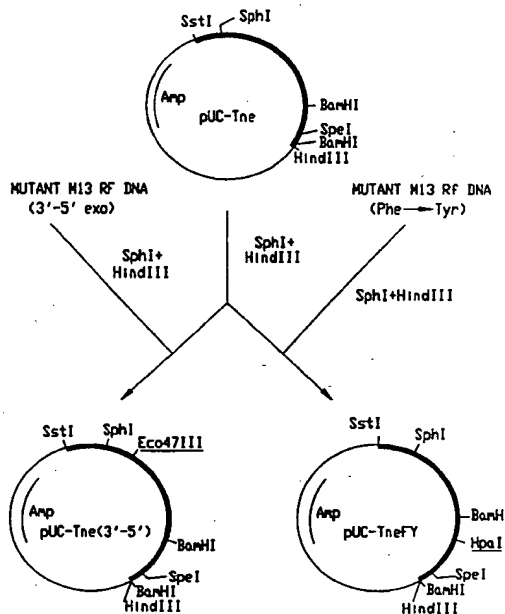 SstI
SphI
Amp
pUC-Tne
BamHI
SpeI
BamHI
HindIII
MUTANT M13 RF DNA
(3'-5' exo)
MUTANT M13 RF DNA
(Phe → Tyr)
SphI+
HindIII
SphI+
HindIII
SphI+HindIII
SstI
SphI
Eco47III
Amp
pUC-Tne(3'-5')
BamHI
SpeI
BamHI
HindIII
SstI
SphI
Amp
pUC-TneFY
BamH
HpaI
SpeI
BamHI
HindIII